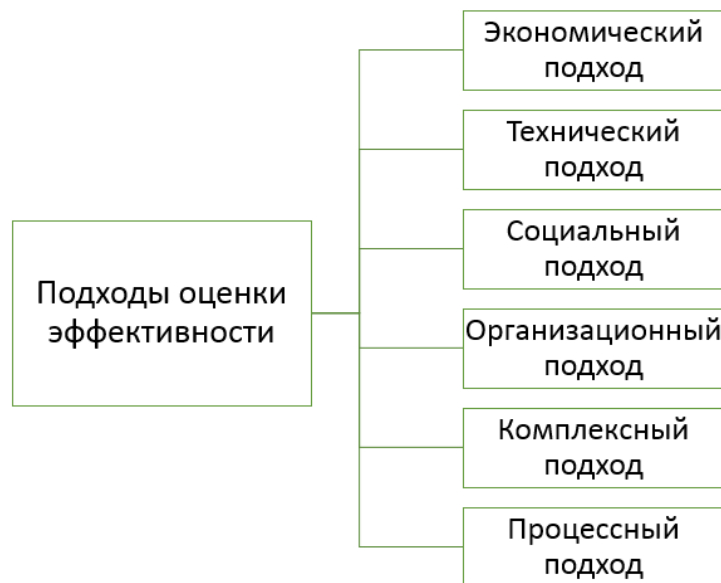 Экономический
подход
Технический
подход
Социальный
подход
Подходы оценки
эффективности
Организационный
подход
Комплексный
подход
Процессный
подход